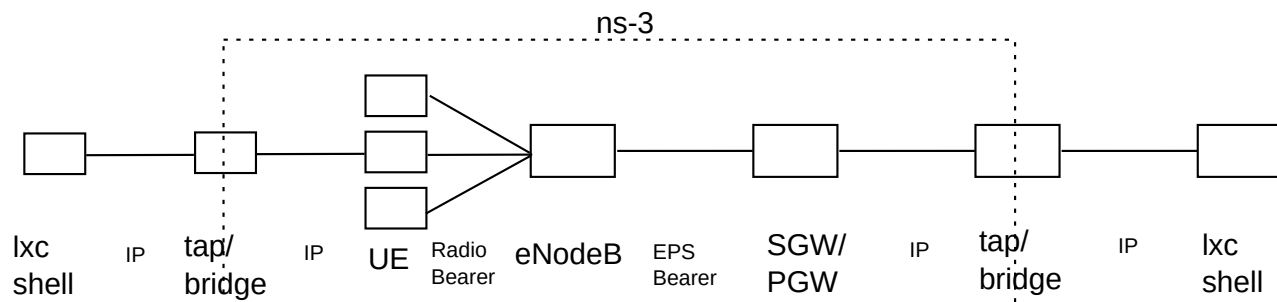 ns-3
lxc
shell
IP
tap/
bridge
IP
UE
Radio
Bearer
eNodeB
EPS
Bearer
SGW/
PGW
IP
tap/
bridge
IP
lxc
shell